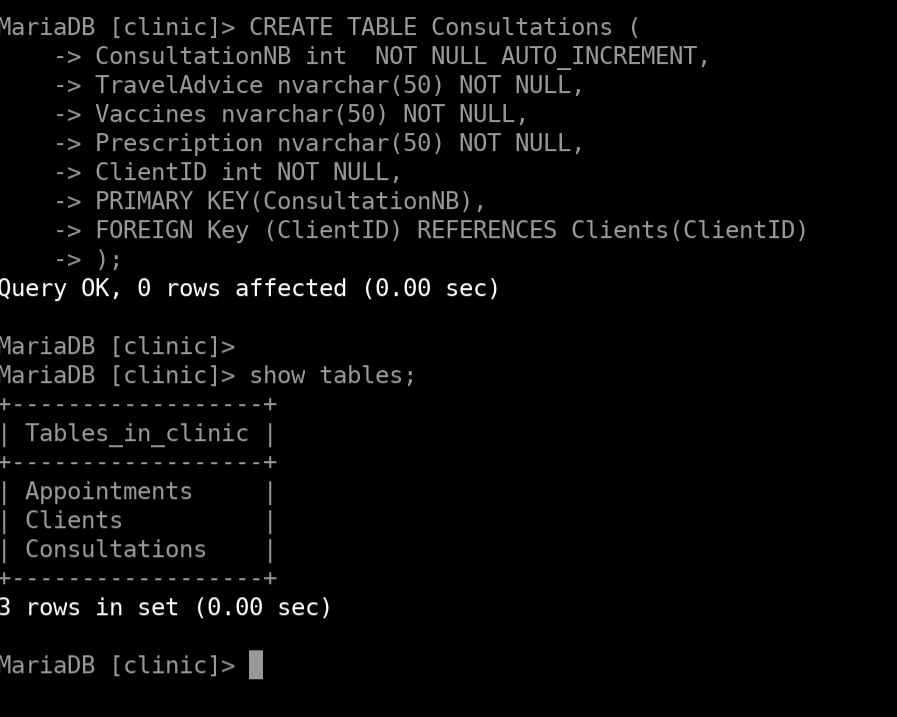 MariaDB [clinic]> CREATE TABLE Consultations (
    -> ConsultationNB int  NOT NULL AUTO_INCREMENT,
    -> TravelAdvice nvarchar(50) NOT NULL,
    -> Vaccines nvarchar(50) NOT NULL,
    -> Prescription nvarchar(50) NOT NULL,
    -> ClientID int NOT NULL,
    -> PRIMARY KEY(ConsultationNB),
    -> FOREIGN Key (ClientID) REFERENCES Clients(ClientID)
    -> );
Query OK, 0 rows affected (0.00 sec)

MariaDB [clinic]>
MariaDB [clinic]> show tables;
+------------------+
| Tables_in_clinic |
+------------------+
| Appointments     |
| Clients          |
| Consultations    |
+------------------+
3 rows in set (0.00 sec)

MariaDB [clinic]>